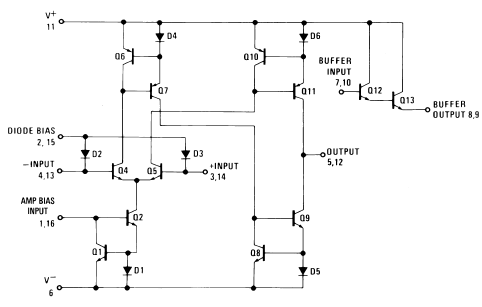 V+
11
D4
D6
Q6
Q10
Q7
Q11
BUFFER
INPUT
7,10
Q12
Q13
BUFFER
OUTPUT 8,9
DIODE BIAS
2, 15
D2
D3
−INPUT
4,13
Q4
Q5
+INPUT
3,14
OUTPUT
5,12
AMP BIAS
INPUT
1,16
Q2
Q9
Q1
Q8
D1
D5
V−
6